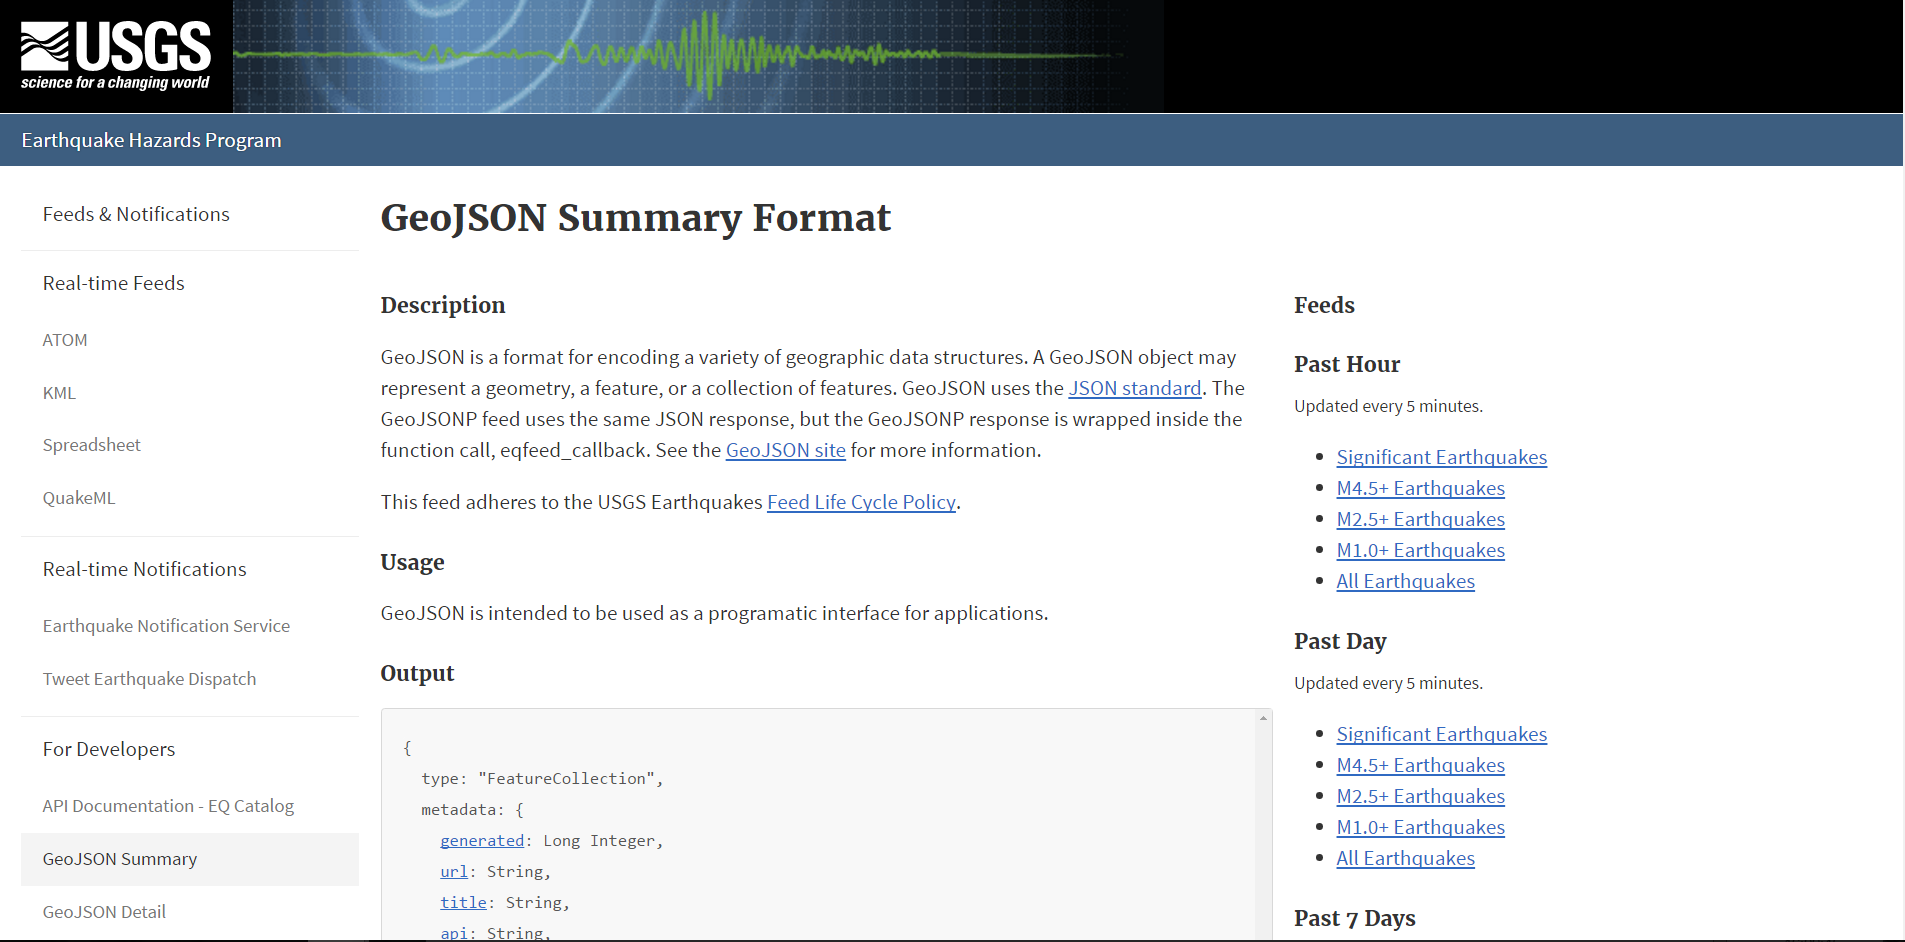 USGS
science for a changing world
Earthquake Hazards Program
Feeds & Notifications
Real-time Feeds
ATOM
KML
Spreadsheet
QuakeML
Real-time Notifications
Earthquake Notification Service
Tweet Earthquake Dispatch
For Developers
API Documentation - EQ Catalog
GeoJSON Summary
GeoJSON Detail
GeoJSON Summary Format
Description
GeoJSON is a format for encoding a variety of geographic data structures. A GeoJSON object may
represent a geometry, a feature, or a collection of features. GeoJSON uses the JSON standard. The
GeoJSONP feed uses the same JSON response, but the GeoJSONP response is wrapped inside the
function call, eqfeed_callback. See the GeoJSON site for more information.
This feed adheres to the USGS Earthquakes Feed Life Cycle Policy.
Usage
GeoJSON is intended to be used as a programatic interface for applications.
Output
{
type: "FeatureCollection",
metadata: {
generated: Long Integer,
url: String,
title: String,
api: String,
Feeds
Past Hour
Updated every 5 minutes.
Significant Earthquakes
M4.5+ Earthquakes
M2.5+ Earthquakes
M1.0+ Earthquakes
All Earthquakes
Past Day
Updated every 5 minutes.
Significant Earthquakes
M4.5+ Earthquakes
M2.5+ Earthquakes
M1.0+ Earthquakes
All Earthquakes
Past 7 Days